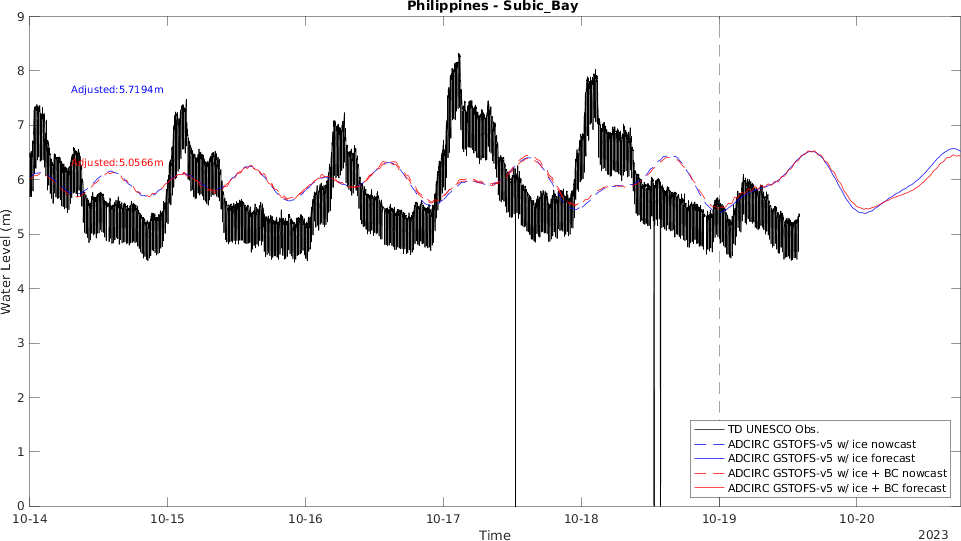 Philippines - Subic_Bay
Water Level (m)
9
8
7
6
5
4
3
2
1
0
Adjusted:5.7194m
Adjusted:5.0566m
TD UNESCO Obs.
ADCIRC GSTOFS-v5 w/ ice nowcast
ADCIRC GSTOFS-v5 w/ ice forecast
ADCIRC GSTOFS-v5 w/ ice + BC nowcast
ADCIRC GSTOFS-v5 w/ ice + BC forecast
10-14 10-15 10-16 10-17 10-18 10-19 10-20
Time
2023